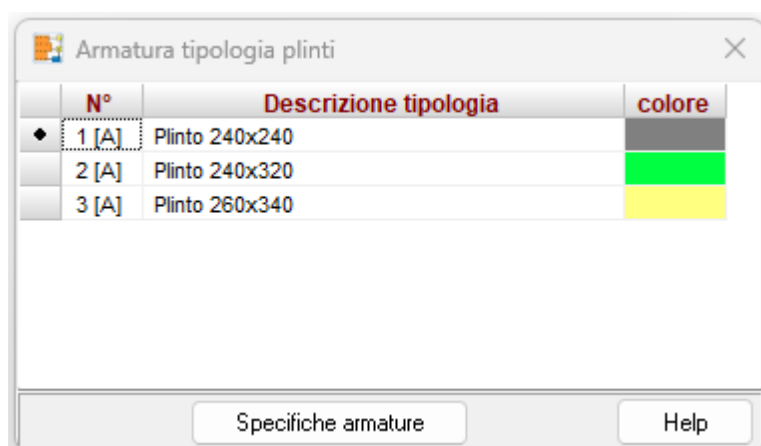 Armatura tipologia plinti
N° Descrizione tipologia colore
1 [A] Plinto 240x240
2 [A] Plinto 240x320
3 [A] Plinto 260x340
Specifiche armature Help